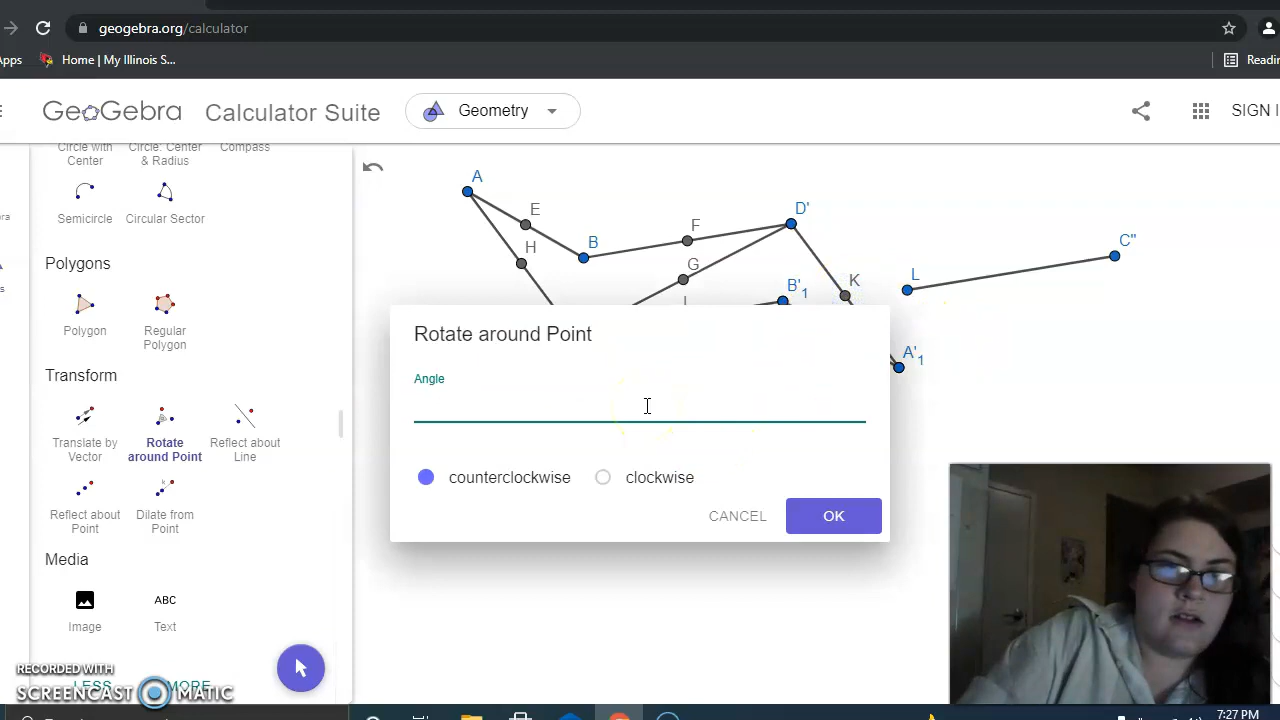 geogebra.org/calculator
Apps
Home | My Illinois S...
Readin
GeoGebra
Calculator Suite
Geometry
SIGN I
Circle with Center
Circle: Center & Radius
Compass
Semicircle
Circular Sector
Polygons
Polygon
Regular Polygon
Transform
Translate by Vector
Rotate around Point
Reflect about Line
Reflect about Point
Dilate from Point
Media
Image
ABC
Text
LESS
MORE
A
E
H
B
F
G
D'
B'1
K
L
C''
A'1
Rotate around Point
Angle
counterclockwise
clockwise
CANCEL
OK
RECORDED WITH
SCREENCAST MATIC
7:27 PM